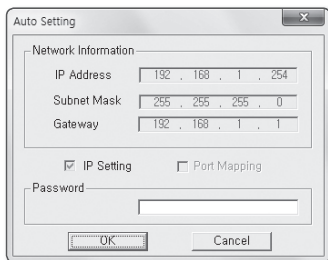 Auto Setting
Network Information
IP Address 192 . 168 . 1 . 254
Subnet Mask 255 . 255 . 255 . 0
Gateway 192 . 168 . 1 . 1
IP Setting Port Mapping
Password
OK Cancel